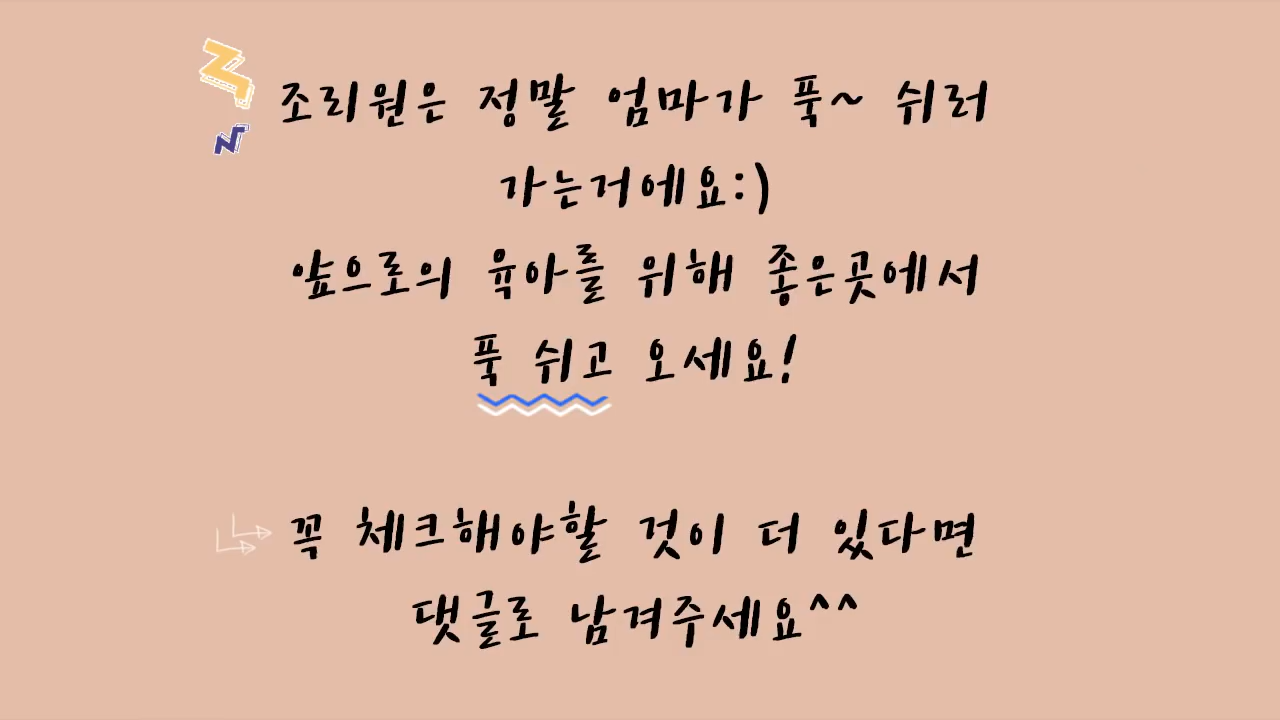 조리원은 정말 엄마가 푹~ 쉬러
가는거에요:)
앞으로의 육아를 위해 좋은곳에서
푹 쉬고 오세요!
꼭 체크해야할 것이 더 있다면
댓글로 남겨주세요^^